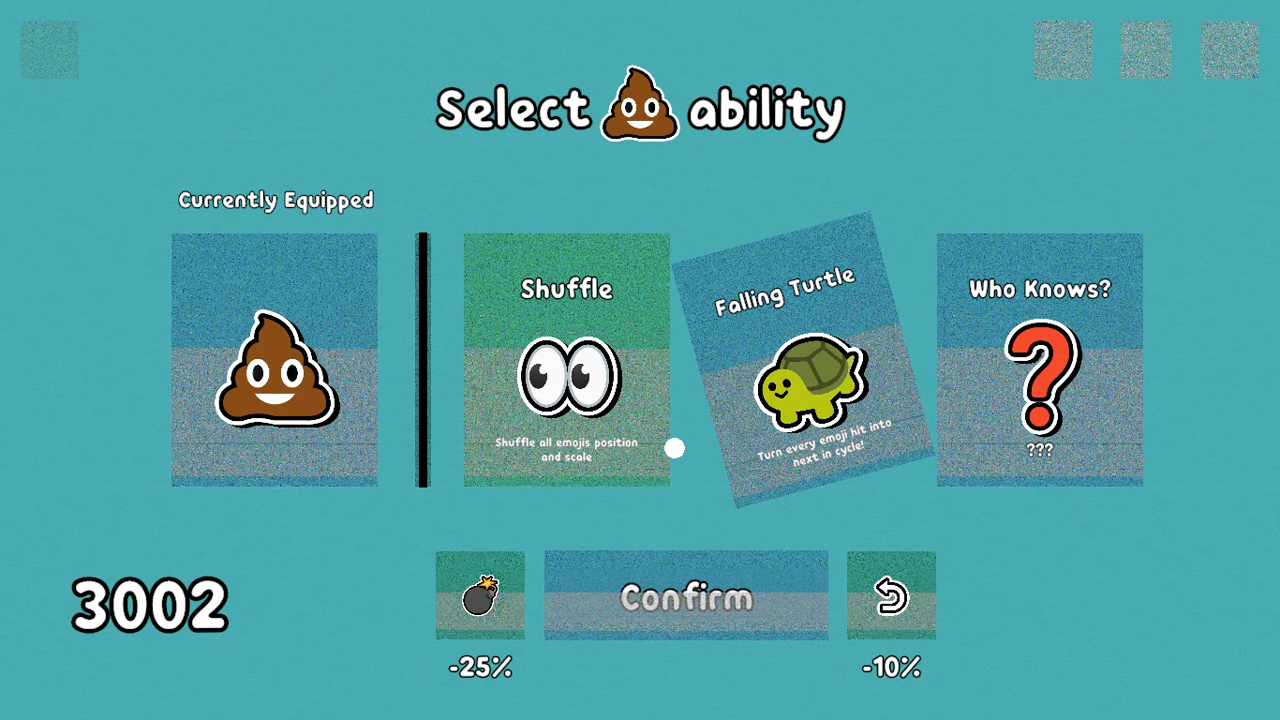 Select 💩 ability
Currently Equipped
Shuffle
Shuffle all emojis position
and scale
Falling Turtle
Turn every emoji hit into
next in cycle!
Who Knows?
???
3002
Confirm
-25%
-10%